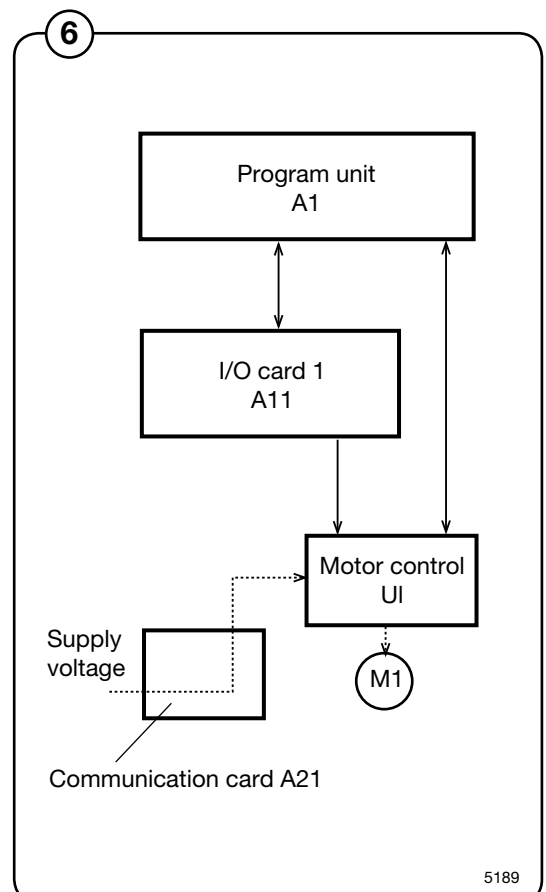 6
Program unit
A1
I/O card 1
A11
Motor control
UI
Supply
voltage
M1
Communication card A21
5189